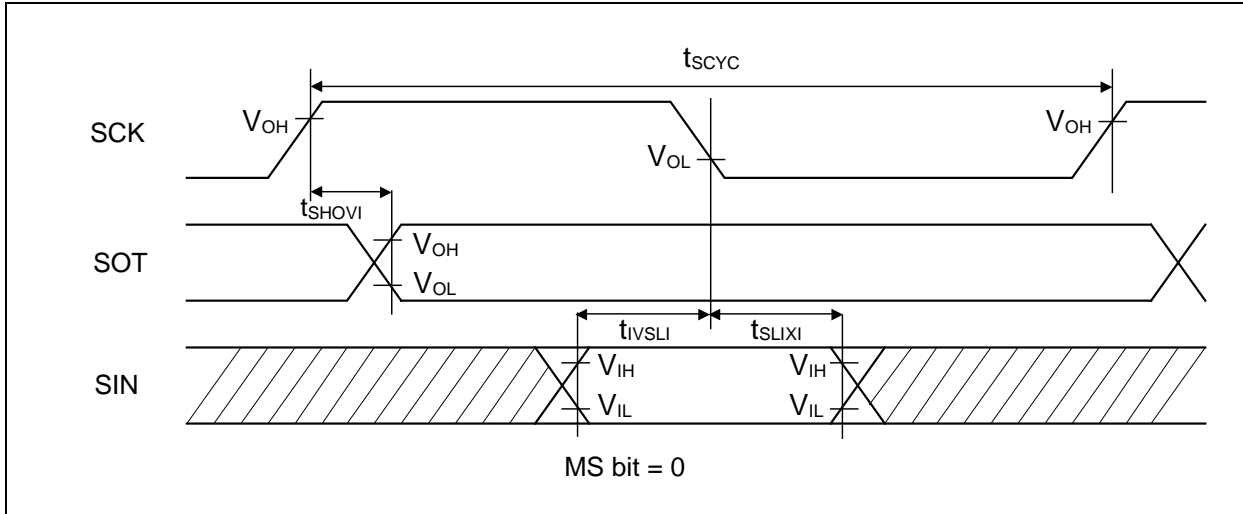 tSCYC
SCK
VOH
VOL
VOH
tSHOVI
SOT
VOH
VOL
tIVSLI
tSLIXI
SIN
VIH
VIL
VIH
VIL
MS bit = 0